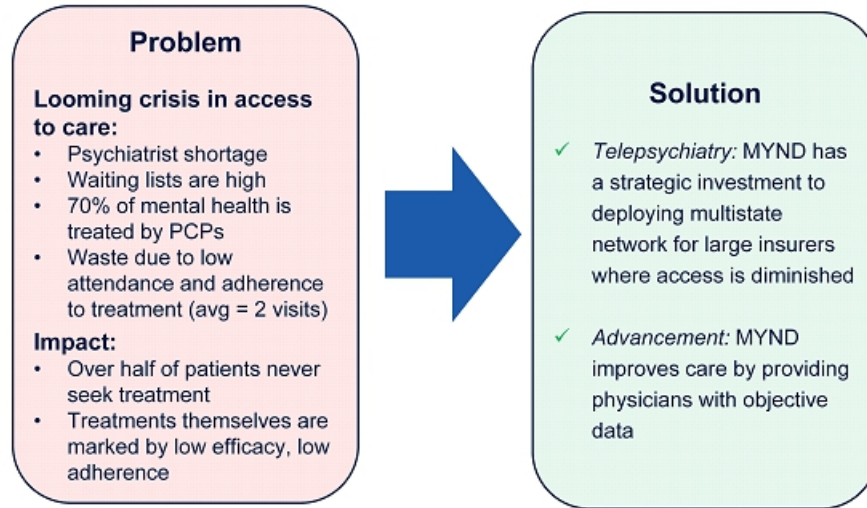 Problem
Looming crisis in access
to care:
• Psychiatrist shortage
• Waiting lists are high
• 70% of mental health is
treated by PCPs
• Waste due to low
attendance and adherence
to treatment (avg = 2 visits)
Impact:
• Over half of patients never
seek treatment
• Treatments themselves are
marked by low efficacy, low
adherence
Solution
✓ Telepsychiatry: MYND has
a strategic investment to
deploying multistate
network for large insurers
where access is diminished
✓ Advancement: MYND
improves care by providing
physicians with objective
data